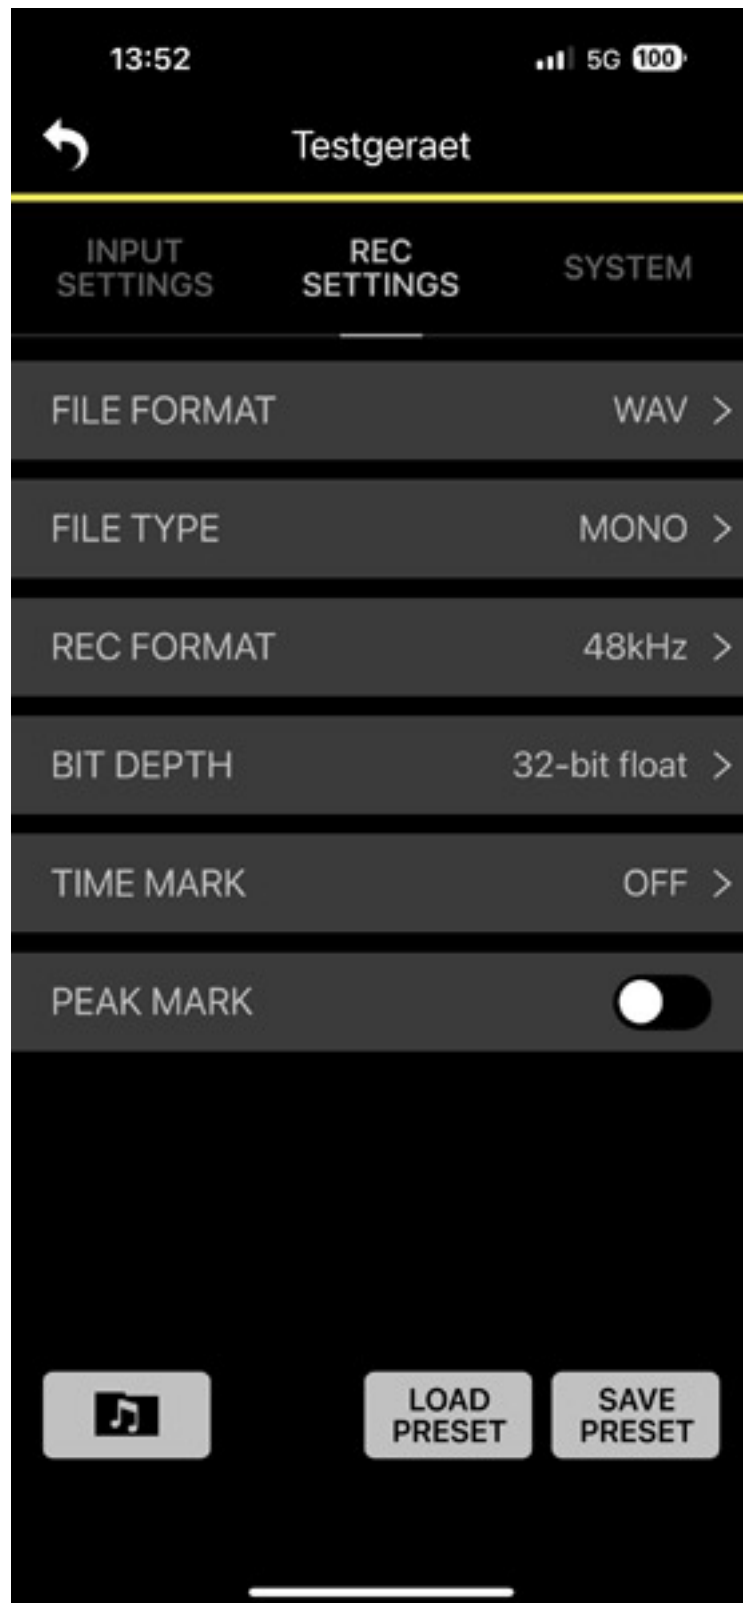 13:52
5G 100
Testgeraet
INPUT
SETTINGS
REC
SETTINGS
SYSTEM
FILE FORMAT WAV >
FILE TYPE MONO >
REC FORMAT 48kHz >
BIT DEPTH 32-bit float >
TIME MARK OFF >
PEAK MARK
LOAD
PRESET
SAVE
PRESET